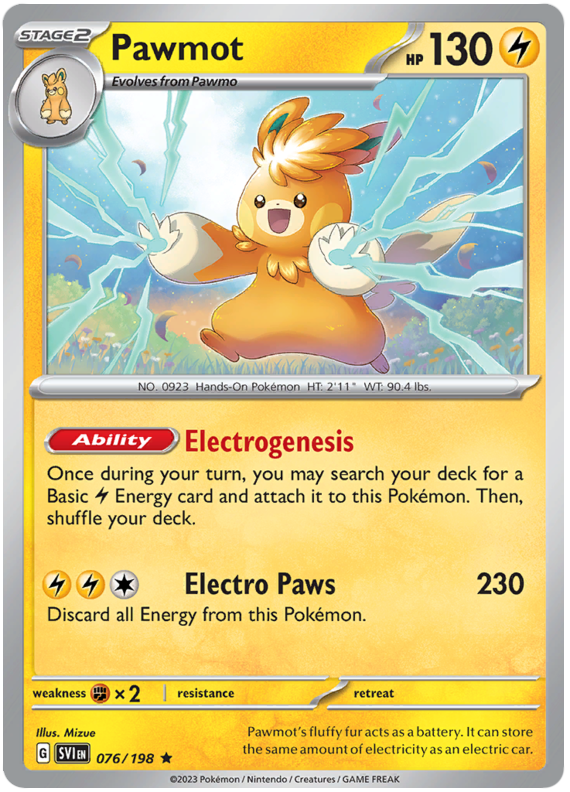 STAGE2 Pawmot HP 130
Evolves from Pawmo
NO. 0923 Hands-On Pokémon HT: 2'11" WT: 90.4 lbs.
Ability Electrogenesis
Once during your turn, you may search your deck for a
Basic Energy card and attach it to this Pokémon. Then,
shuffle your deck.
Electro Paws 230
Discard all Energy from this Pokémon.
weakness ×2 resistance retreat
Illus. Mizue
Pawmot's fluffy fur acts as a battery. It can store
the same amount of electricity as an electric car.
G SVI EN 076/198 ★
©2023 Pokémon / Nintendo / Creatures / GAME FREAK